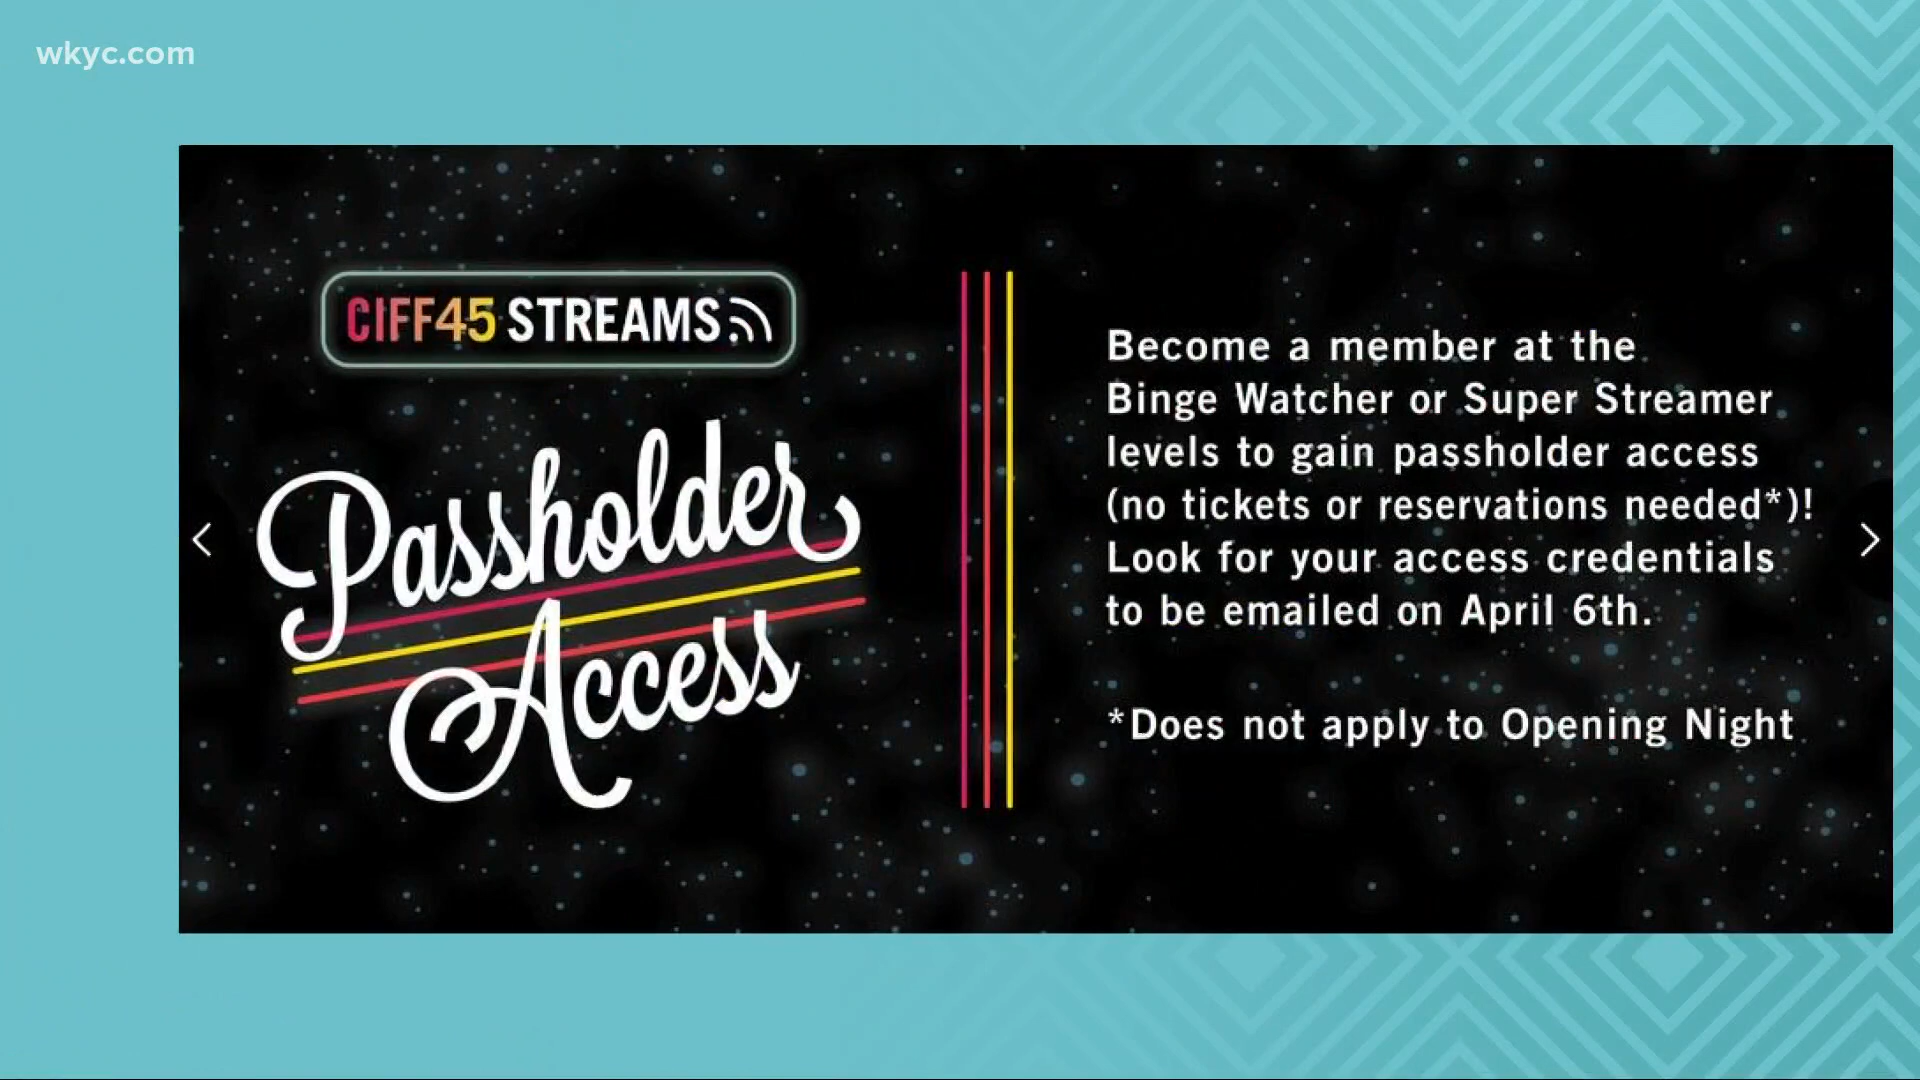 wkyc.com
CIFF45 STREAMS
Passholder
Access
Become a member at the
Binge Watcher or Super Streamer
levels to gain passholder access
(no tickets or reservations needed*)!
Look for your access credentials
to be emailed on April 6th.
*Does not apply to Opening Night